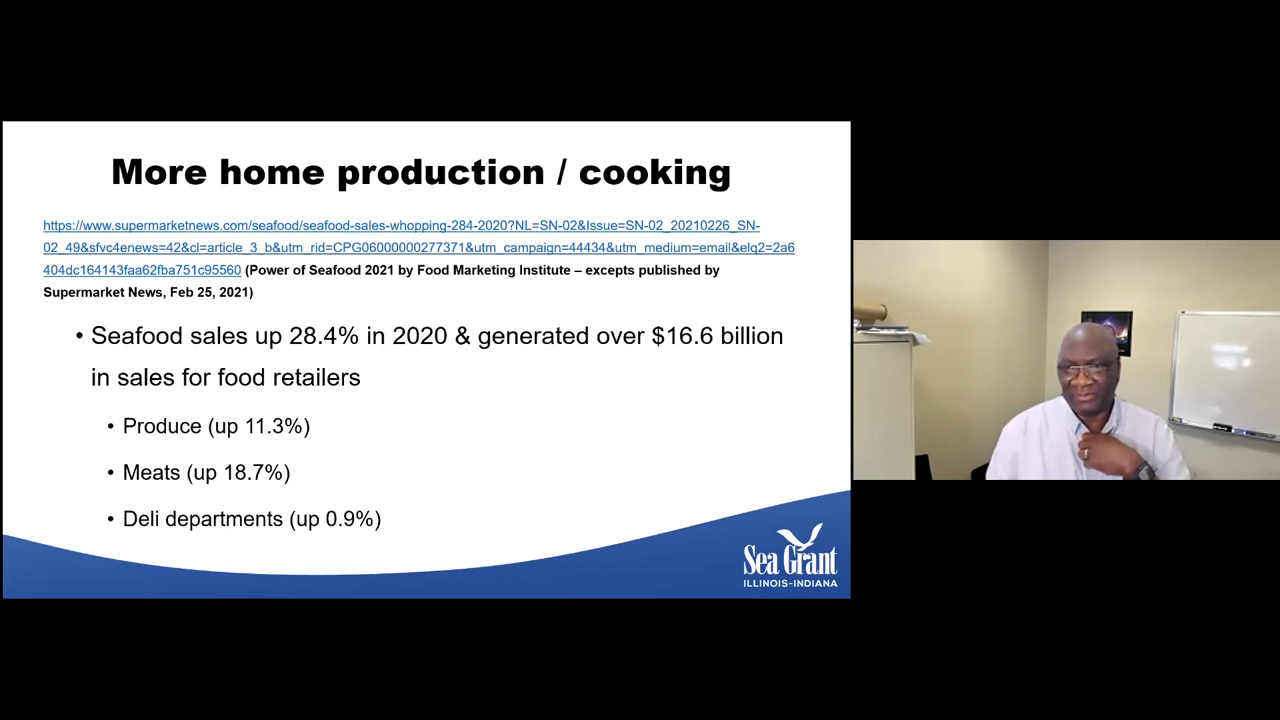 More home production / cooking
https://www.supermarketnews.com/seafood/seafood-sales-whopping-284-2020?NL=SN-02&Issue=SN-02_20210226_SN-
02_49&sfvc4enews=42&cl=article_3_b&utm_rid=CPG06000000277371&utm_campaign=44434&utm_medium=email&elq2=2a6
404dc164143faa62fba751c95560 (Power of Seafood 2021 by Food Marketing Institute – excepts published by
Supermarket News, Feb 25, 2021)
• Seafood sales up 28.4% in 2020 & generated over $16.6 billion
in sales for food retailers
• Produce (up 11.3%)
• Meats (up 18.7%)
• Deli departments (up 0.9%)
Sea Grant
ILLINOIS-INDIANA